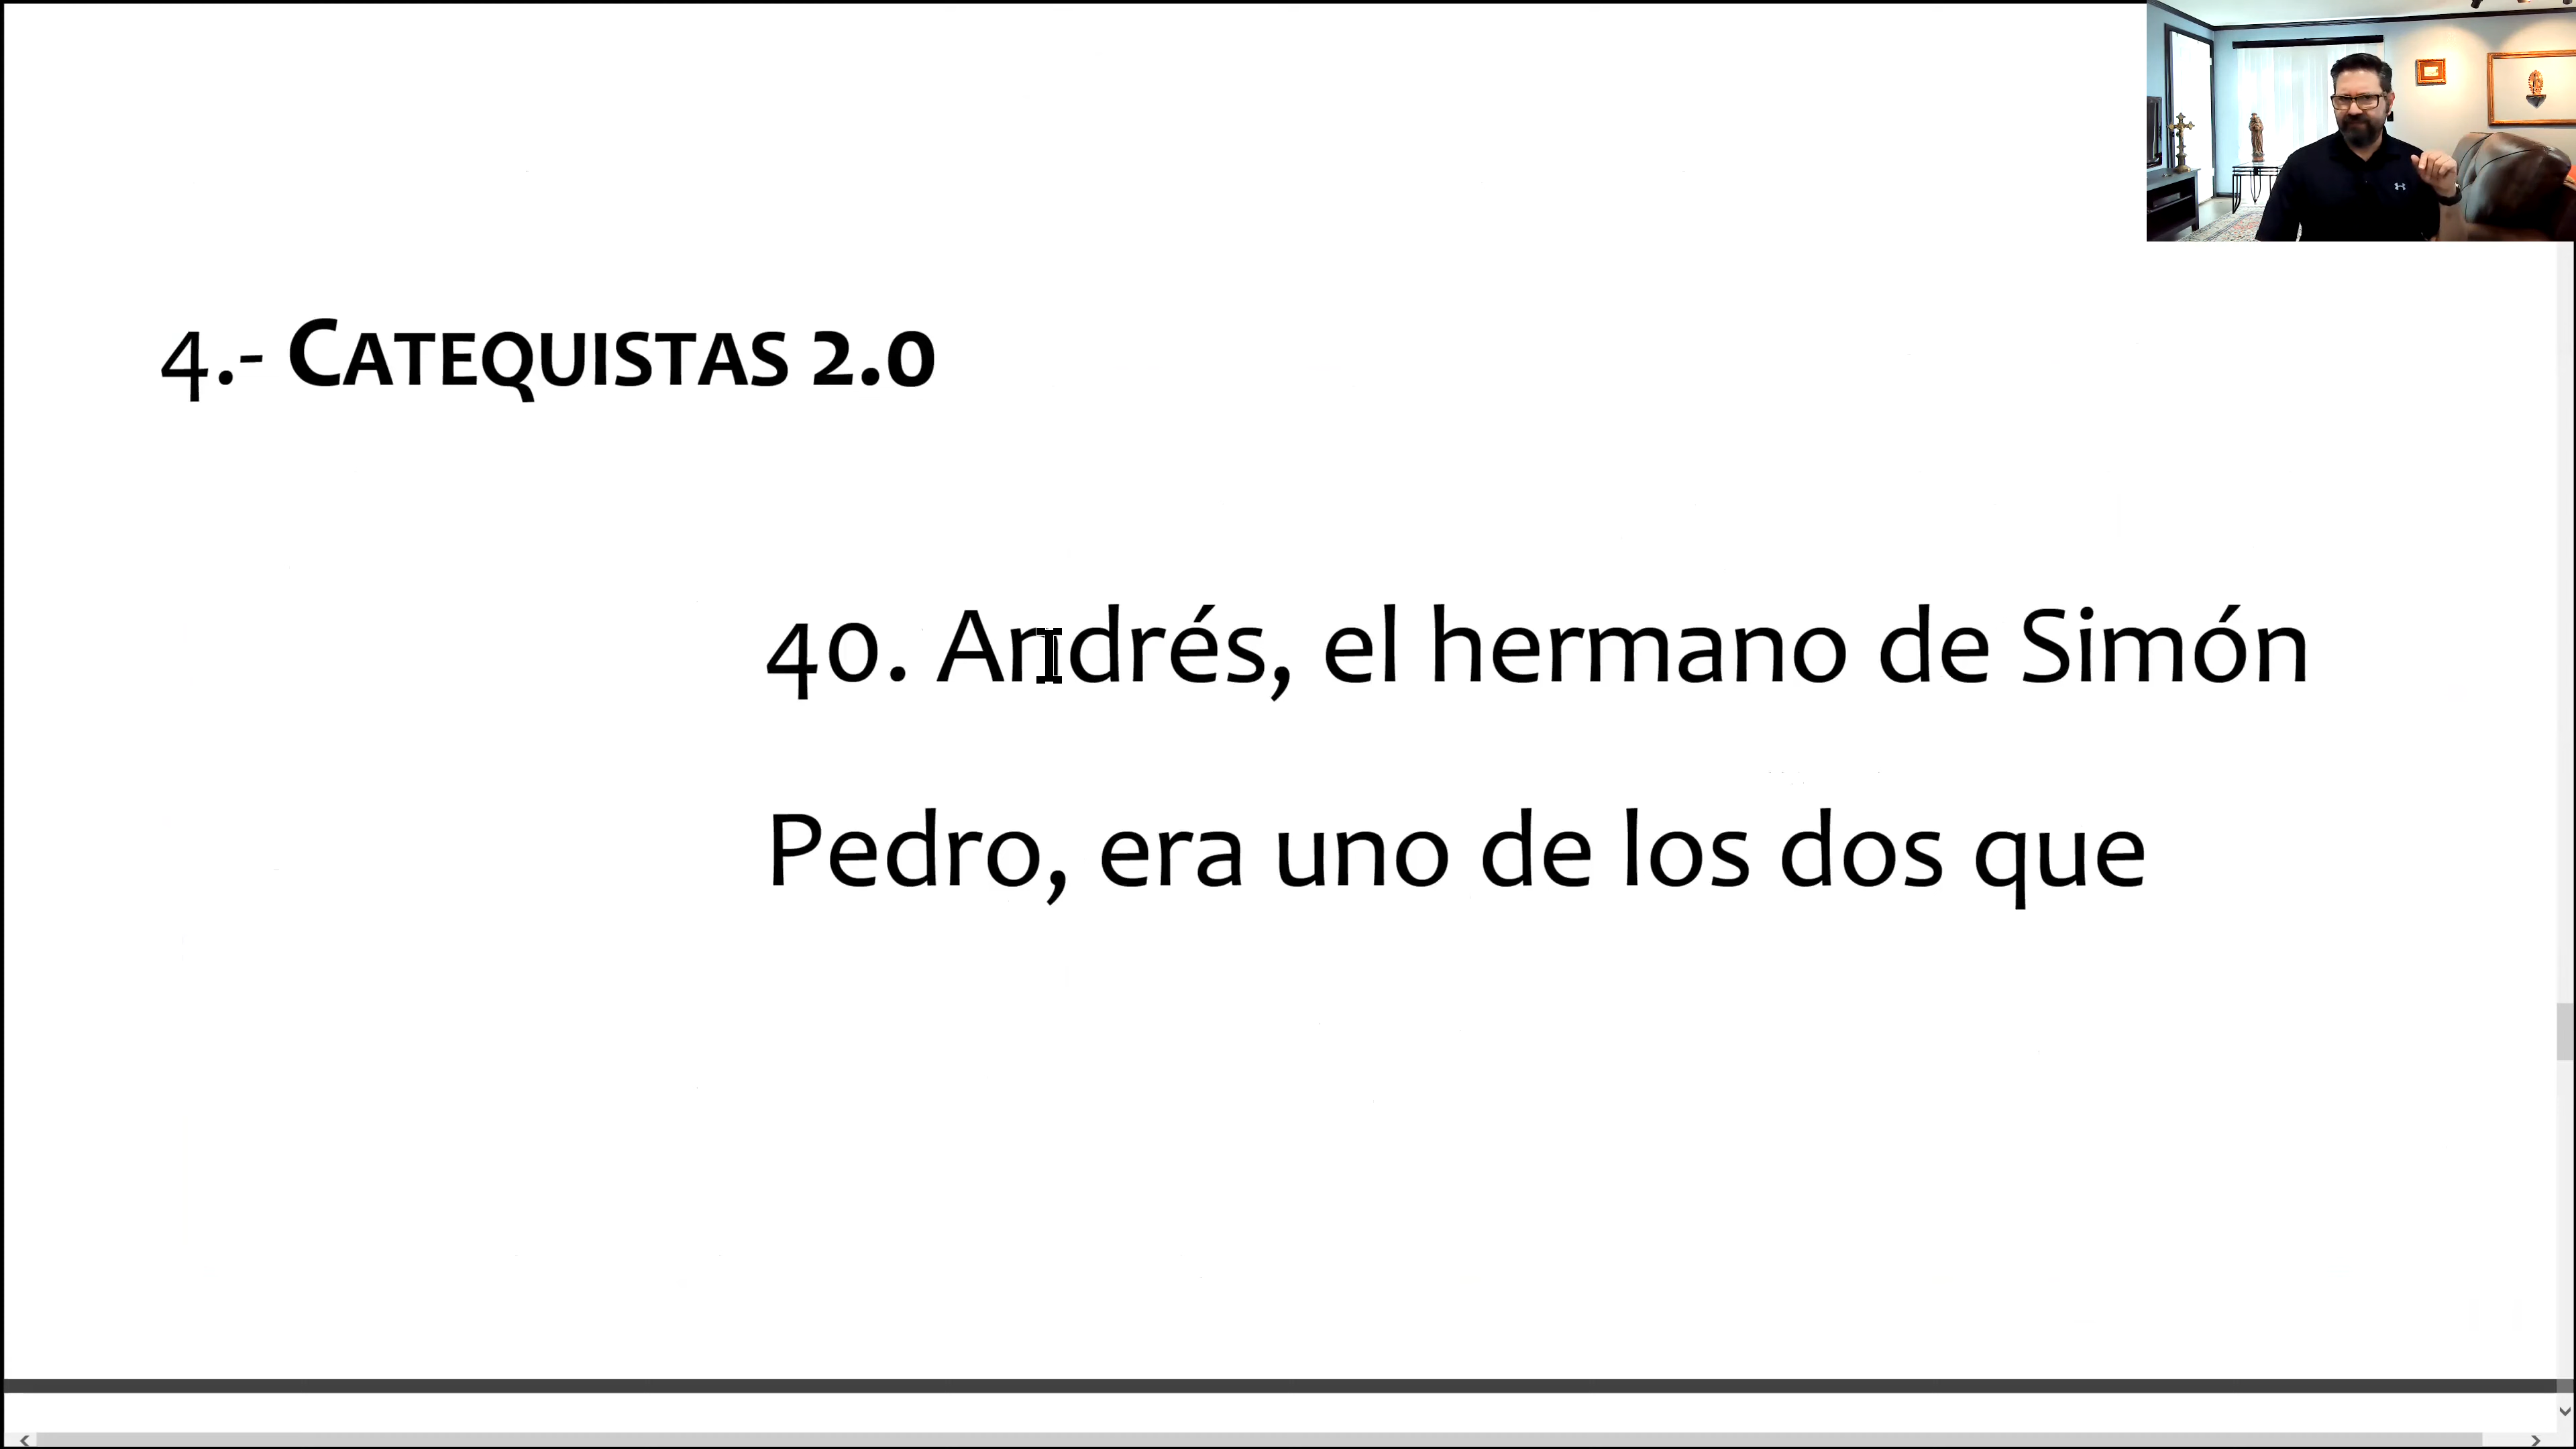 4.- CATEQUISTAS 2.0
40. Andrés, el hermano de Simón
Pedro, era uno de los dos que